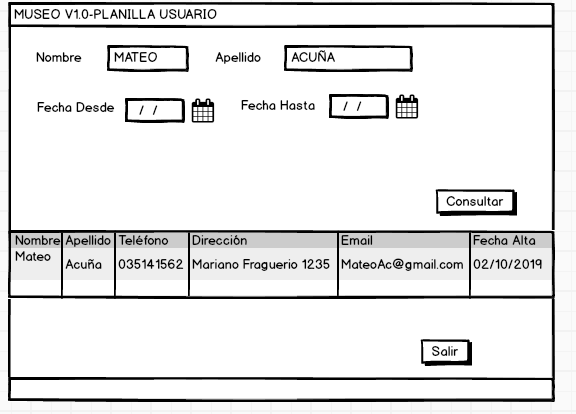 MUSEO V1.0-PLANILLA USUARIO
Nombre MATEO Apellido ACUÑA
Fecha Desde / / Fecha Hasta / /
Consultar
Nombre Apellido Teléfono Dirección Email Fecha Alta
Mateo Acuña 035141562 Mariano Fraguerio 1235 MateoAc@gmail.com 02/10/2019
Salir